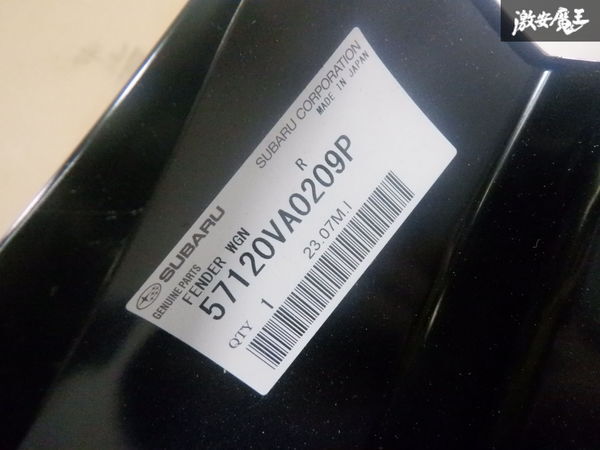 激安魔王
SUBARU
GENUINE PARTS
SUBARU CORPORATION
MADE IN JAPAN
FENDER WGN R
57120VA0209P
QTY 1 23.07M.I